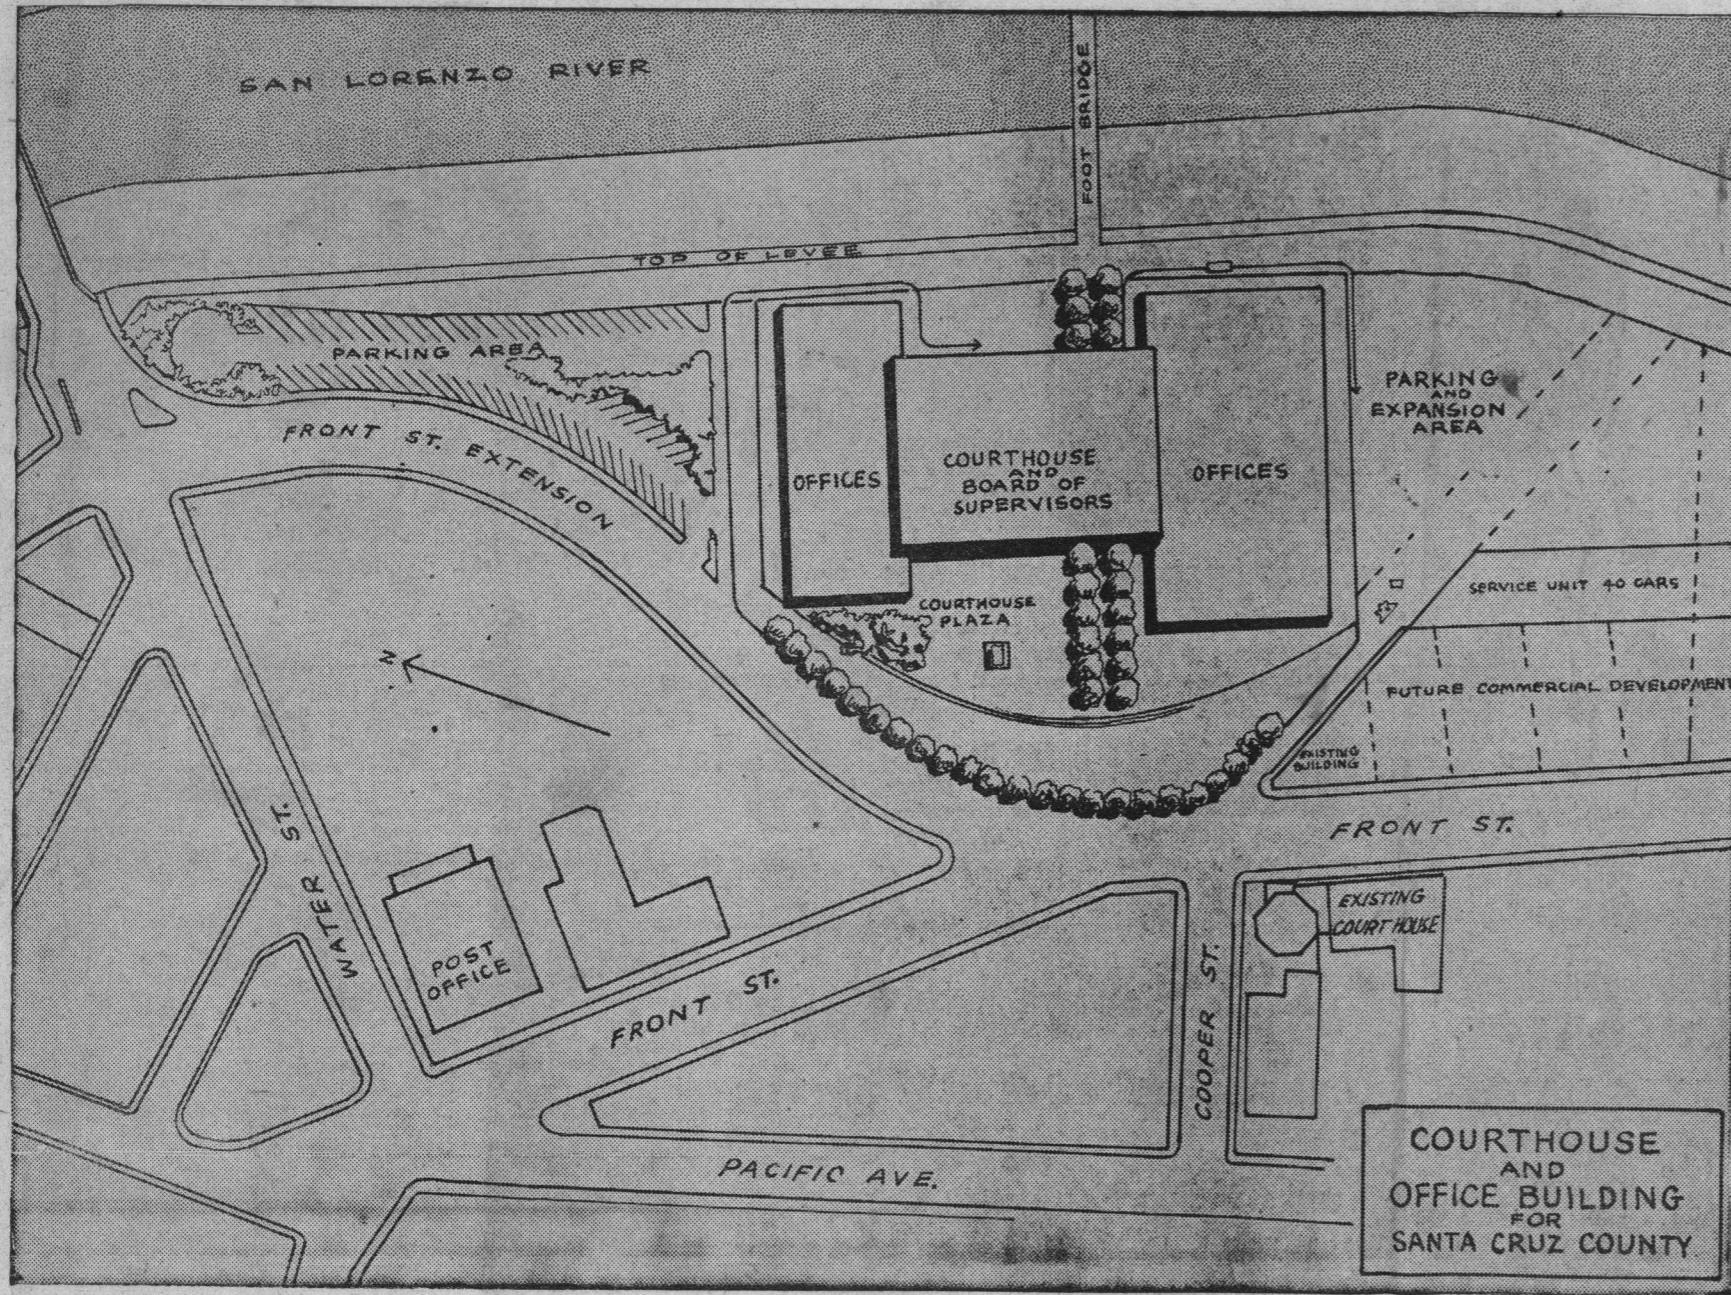 SAN LORENZO RIVER
FOOT BRIDGE
TOP OF LEVEE
PARKING AREA
FRONT ST. EXTENSION
OFFICES
COURTHOUSE
AND
BOARD OF
SUPERVISORS
OFFICES
PARKING
AND
EXPANSION
AREA
COURTHOUSE
PLAZA
SERVICE UNIT 40 CARS
FUTURE COMMERCIAL DEVELOPMENT
EXISTING
BUILDING
N
WATER ST.
POST
OFFICE
FRONT ST.
FRONT ST.
EXISTING
COURT HOUSE
COOPER ST.
PACIFIC AVE.
COURTHOUSE
AND
OFFICE BUILDING
FOR
SANTA CRUZ COUNTY